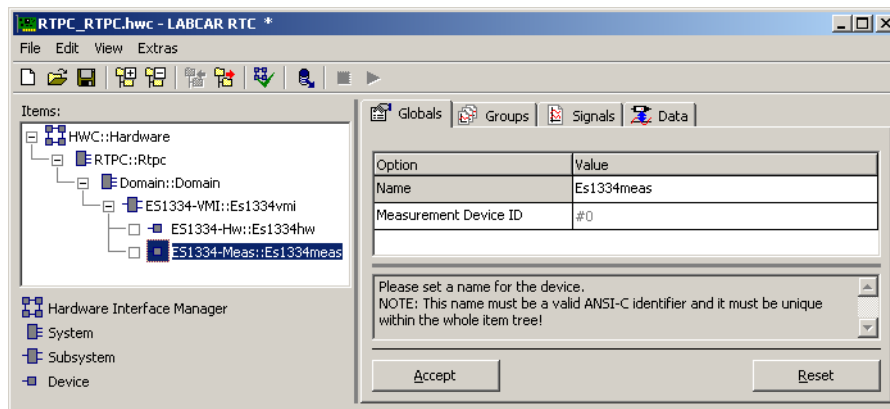 RTPC_RTPC.hwc - LABCAR RTC *
File Edit View Extras
Items:
HWC::Hardware
RTPC::Rtpc
Domain::Domain
ES1334-VMI::Es1334vmi
ES1334-Hw::Es1334hw
ES1334-Meas::Es1334meas
Hardware Interface Manager
System
Subsystem
Device
Globals Groups Signals Data
Option Value
Name Es1334meas
Measurement Device ID #0
Please set a name for the device.
NOTE: This name must be a valid ANSI-C identifier and it must be unique
within the whole item tree!
Accept Reset